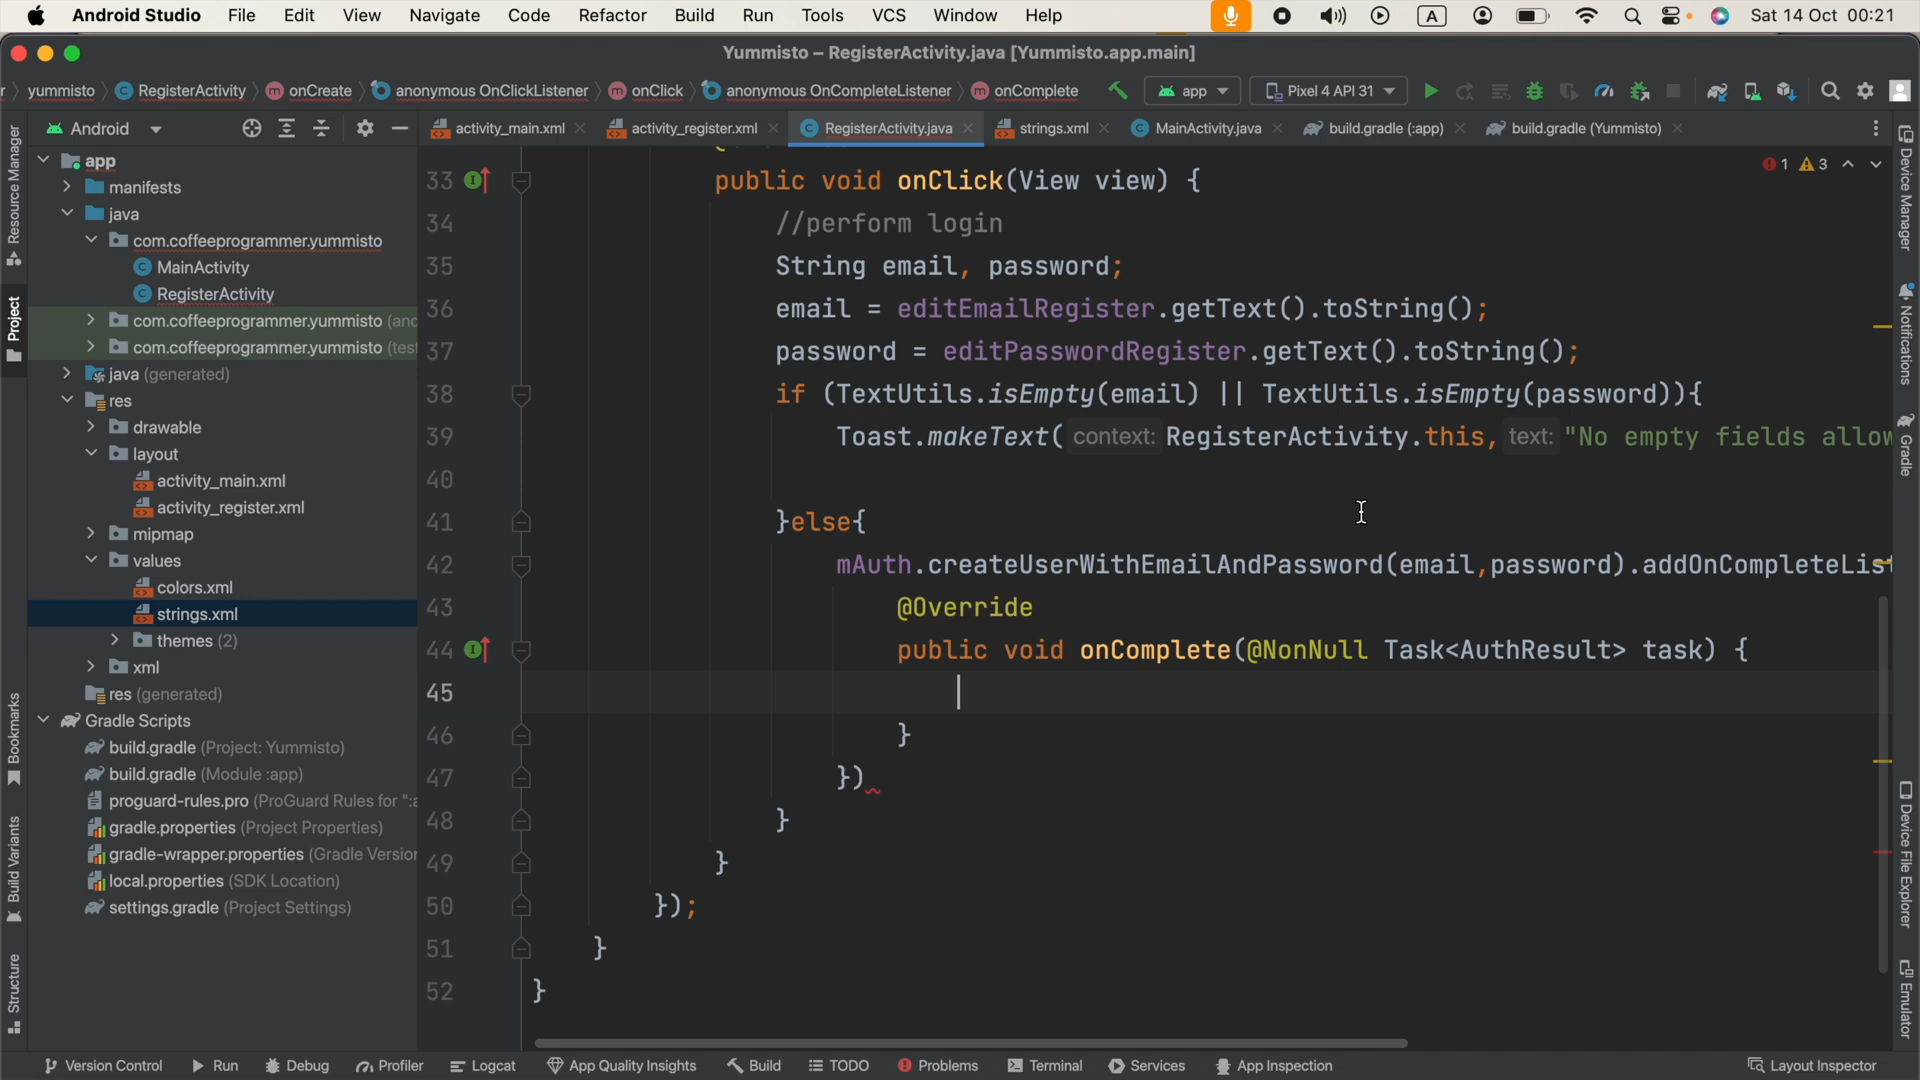 Android Studio File Edit View Navigate Code Refactor Build Run Tools VCS Window Help A Sat 14 Oct 00:21
Yummisto – RegisterActivity.java [Yummisto.app.main]
r yummisto RegisterActivity onCreate anonymous OnClickListener onClick anonymous OnCompleteListener onComplete app Pixel 4 API 31
Android
activity_main.xml activity_register.xml RegisterActivity.java strings.xml MainActivity.java build.gradle (:app) build.gradle (Yummisto)
Resource Manager
Project
Bookmarks
Build Variants
Structure
app
manifests
java
com.coffeeprogrammer.yummisto
MainActivity
RegisterActivity
com.coffeeprogrammer.yummisto (and
com.coffeeprogrammer.yummisto (test
java (generated)
res
drawable
layout
activity_main.xml
activity_register.xml
mipmap
values
colors.xml
strings.xml
themes (2)
xml
res (generated)
Gradle Scripts
build.gradle (Project: Yummisto)
build.gradle (Module :app)
proguard-rules.pro (ProGuard Rules for ":a
gradle.properties (Project Properties)
gradle-wrapper.properties (Gradle Version
local.properties (SDK Location)
settings.gradle (Project Settings)
1 3
33 public void onClick(View view) {
34 //perform login
35 String email, password;
36 email = editEmailRegister.getText().toString();
37 password = editPasswordRegister.getText().toString();
38 if (TextUtils.isEmpty(email) || TextUtils.isEmpty(password)){
39 Toast.makeText( context: RegisterActivity.this, text: "No empty fields allow
40
41 }else{
42 mAuth.createUserWithEmailAndPassword(email,password).addOnCompleteList
43 @Override
44 public void onComplete(@NonNull Task<AuthResult> task) {
45
46 }
47 })
48 }
49 }
50 });
51 }
52 }
Device Manager
Notifications
Gradle
Device File Explorer
Emulator
Version Control Run Debug Profiler Logcat App Quality Insights Build TODO Problems Terminal Services App Inspection Layout Inspector